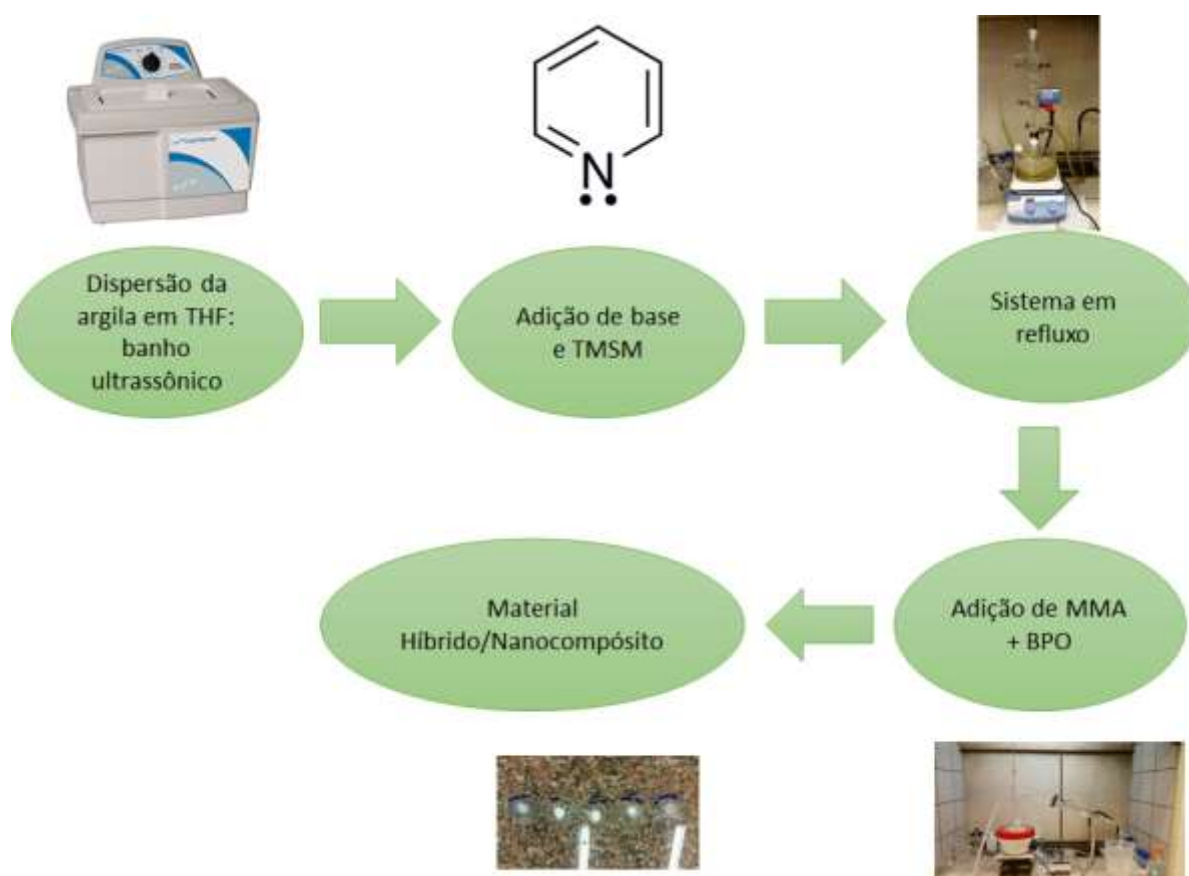 N
Dispersão da
argila em THF:
banho
ultrassônico
Adição de base
e TMSM
Sistema em
refluxo
Adição de MMA
+ BPO
Material
Híbrido/Nanocompósito